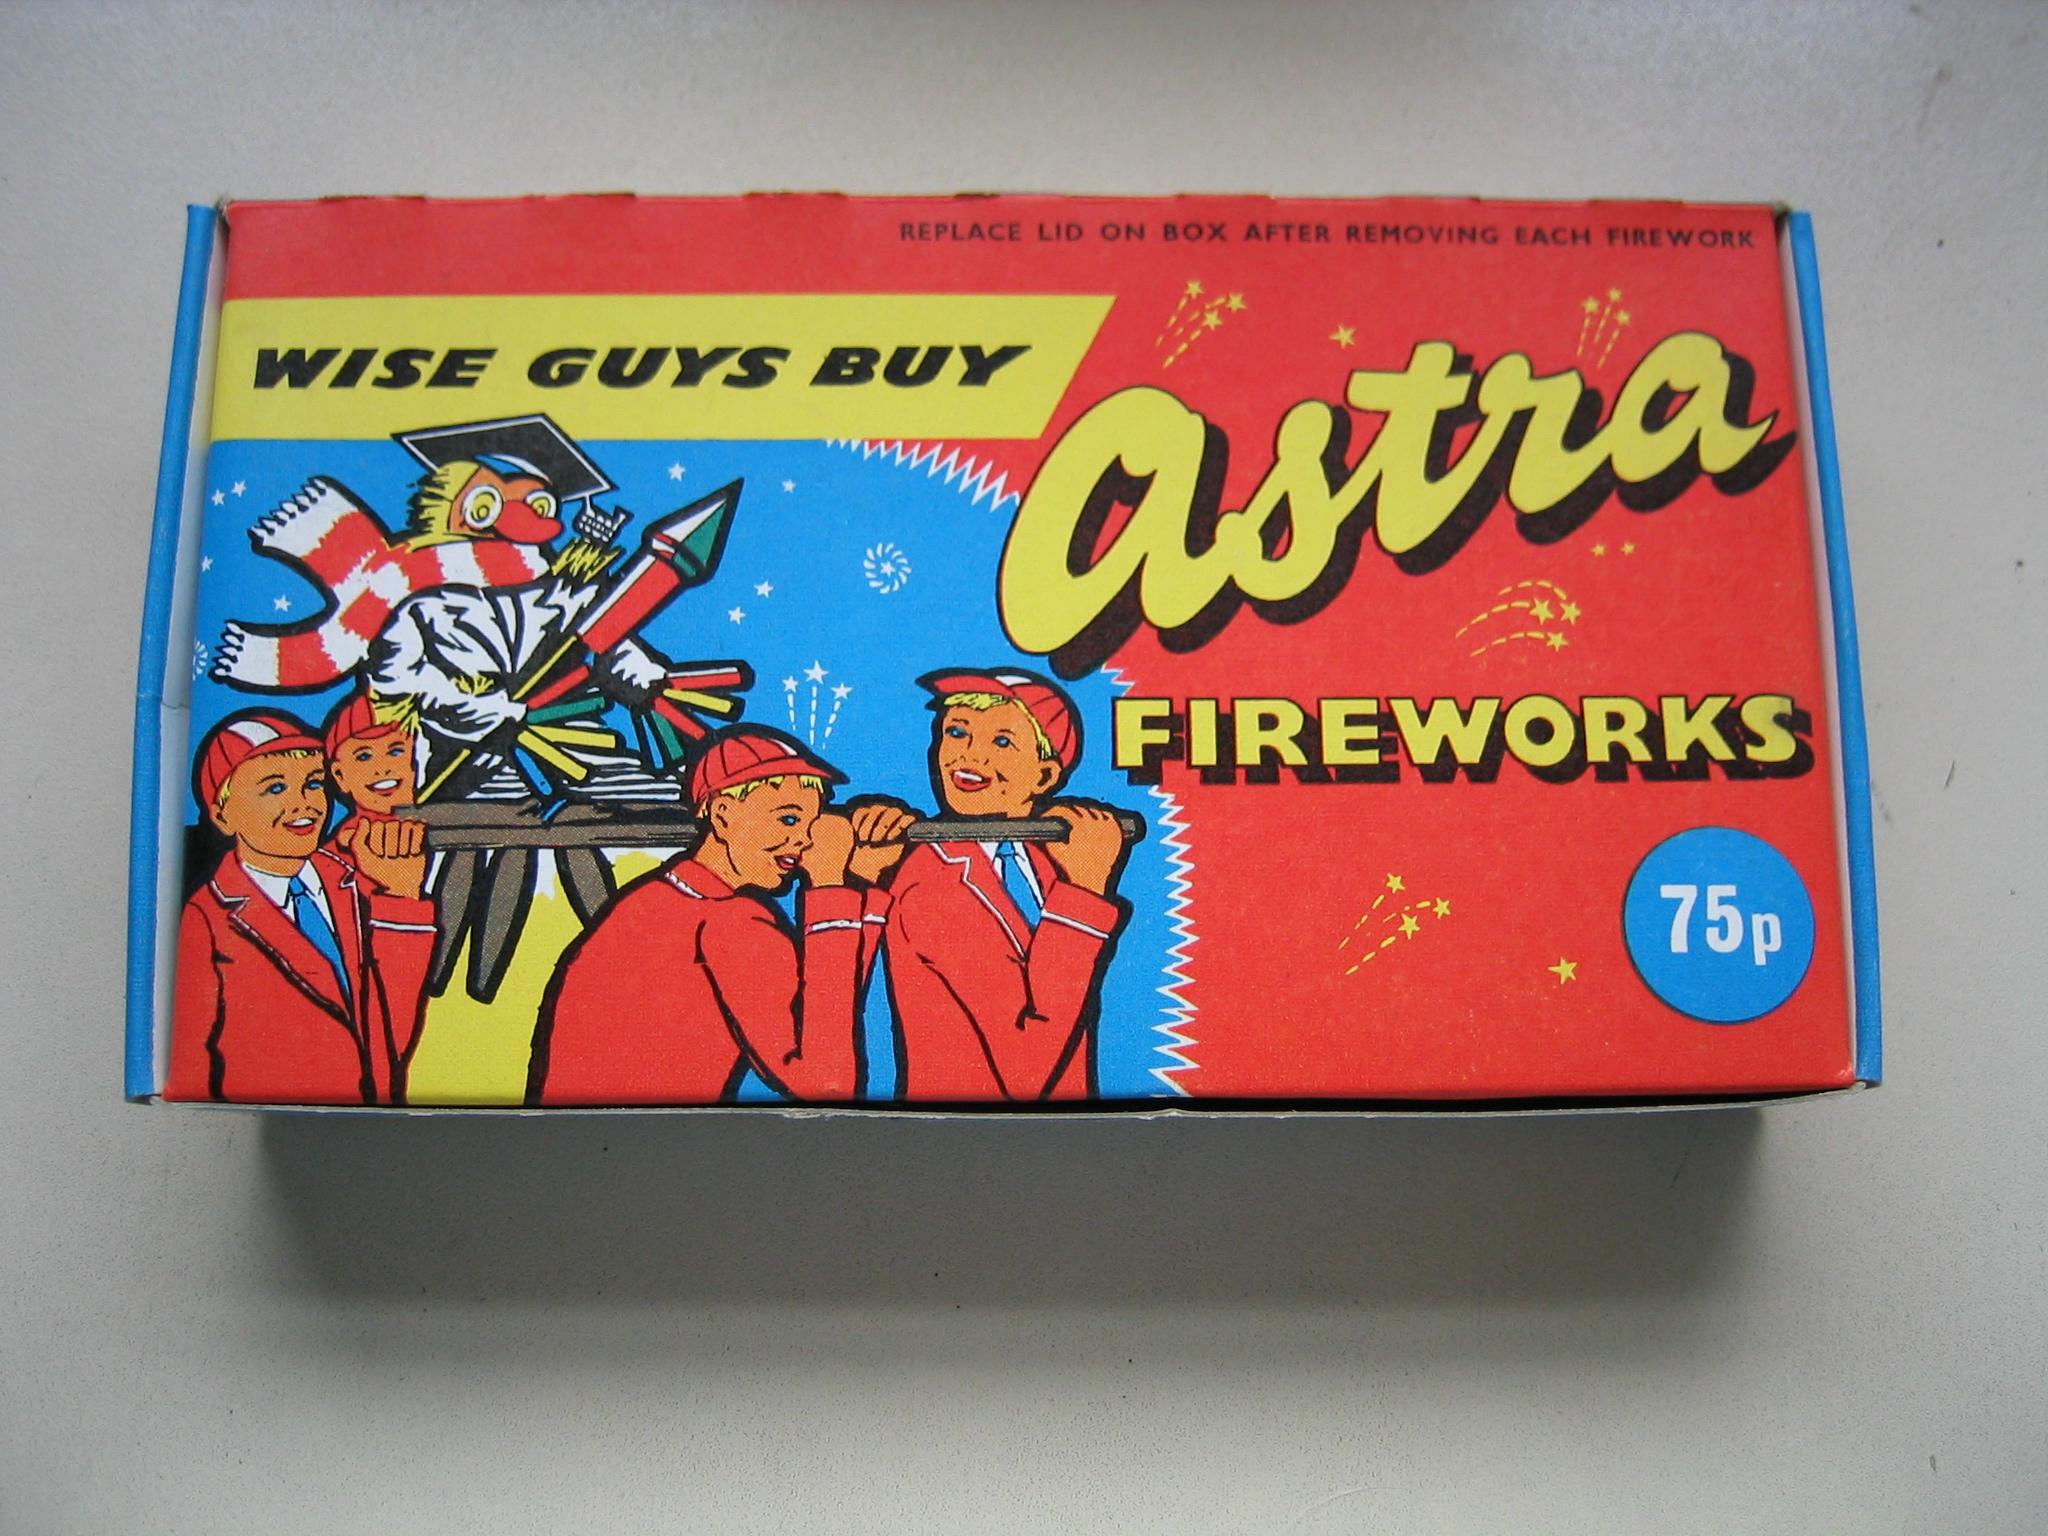 REPLACE LID ON BOX AFTER REMOVING EACH FIREWORK
WISE GUYS BUY
astra
FIREWORKS
75p